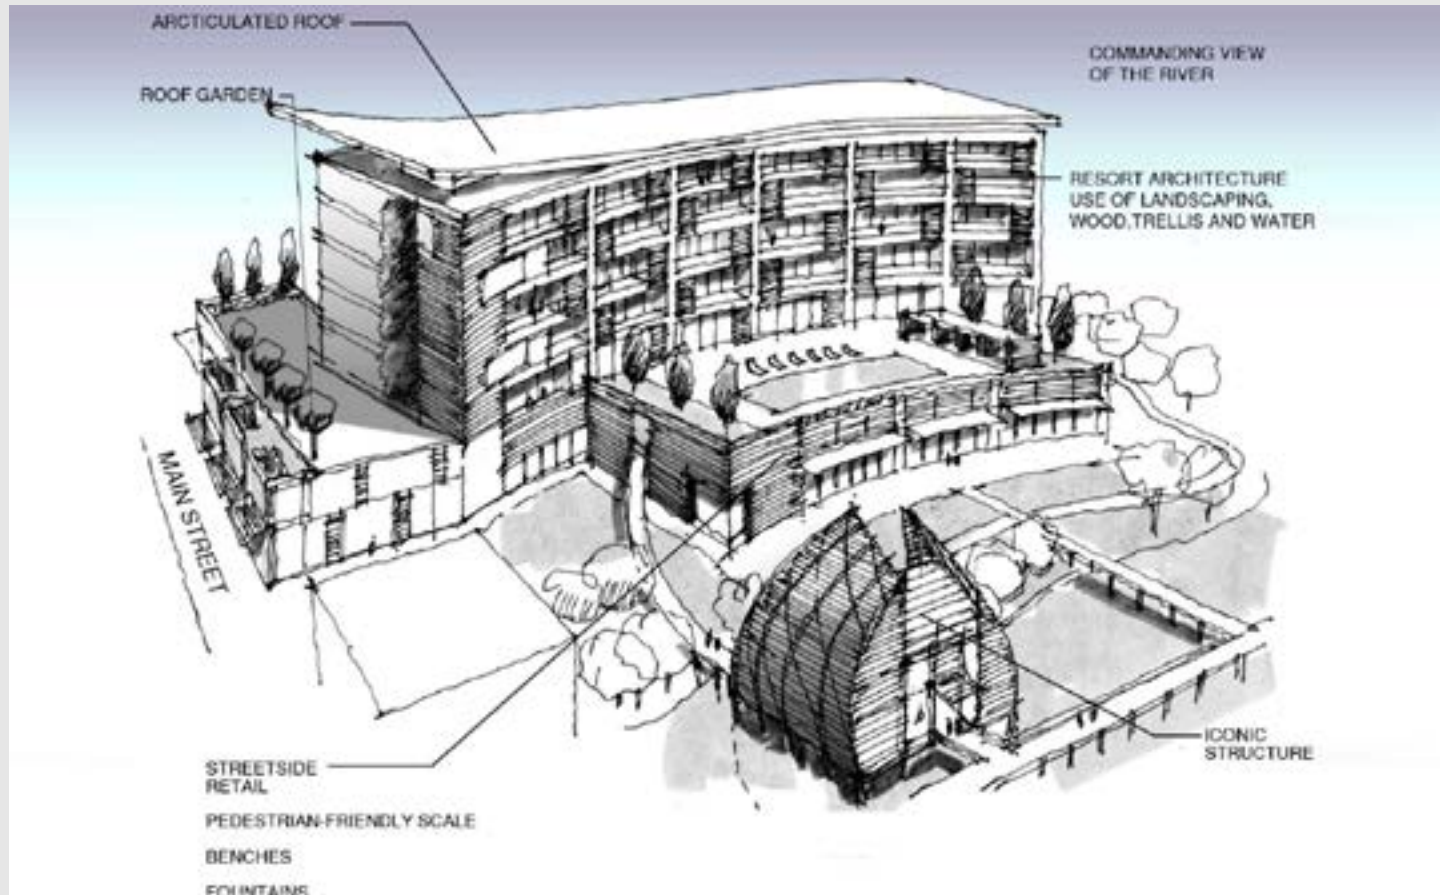 ARCTICULATED ROOF
ROOF GARDEN
COMMANDING VIEW
OF THE RIVER
RESORT ARCHITECTURE
USE OF LANDSCAPING,
WOOD,TRELLIS AND WATER
MAIN STREET
ICONIC
STRUCTURE
STREETSIDE
RETAIL
PEDESTRIAN-FRIENDLY SCALE
BENCHES
FOUNTAINS